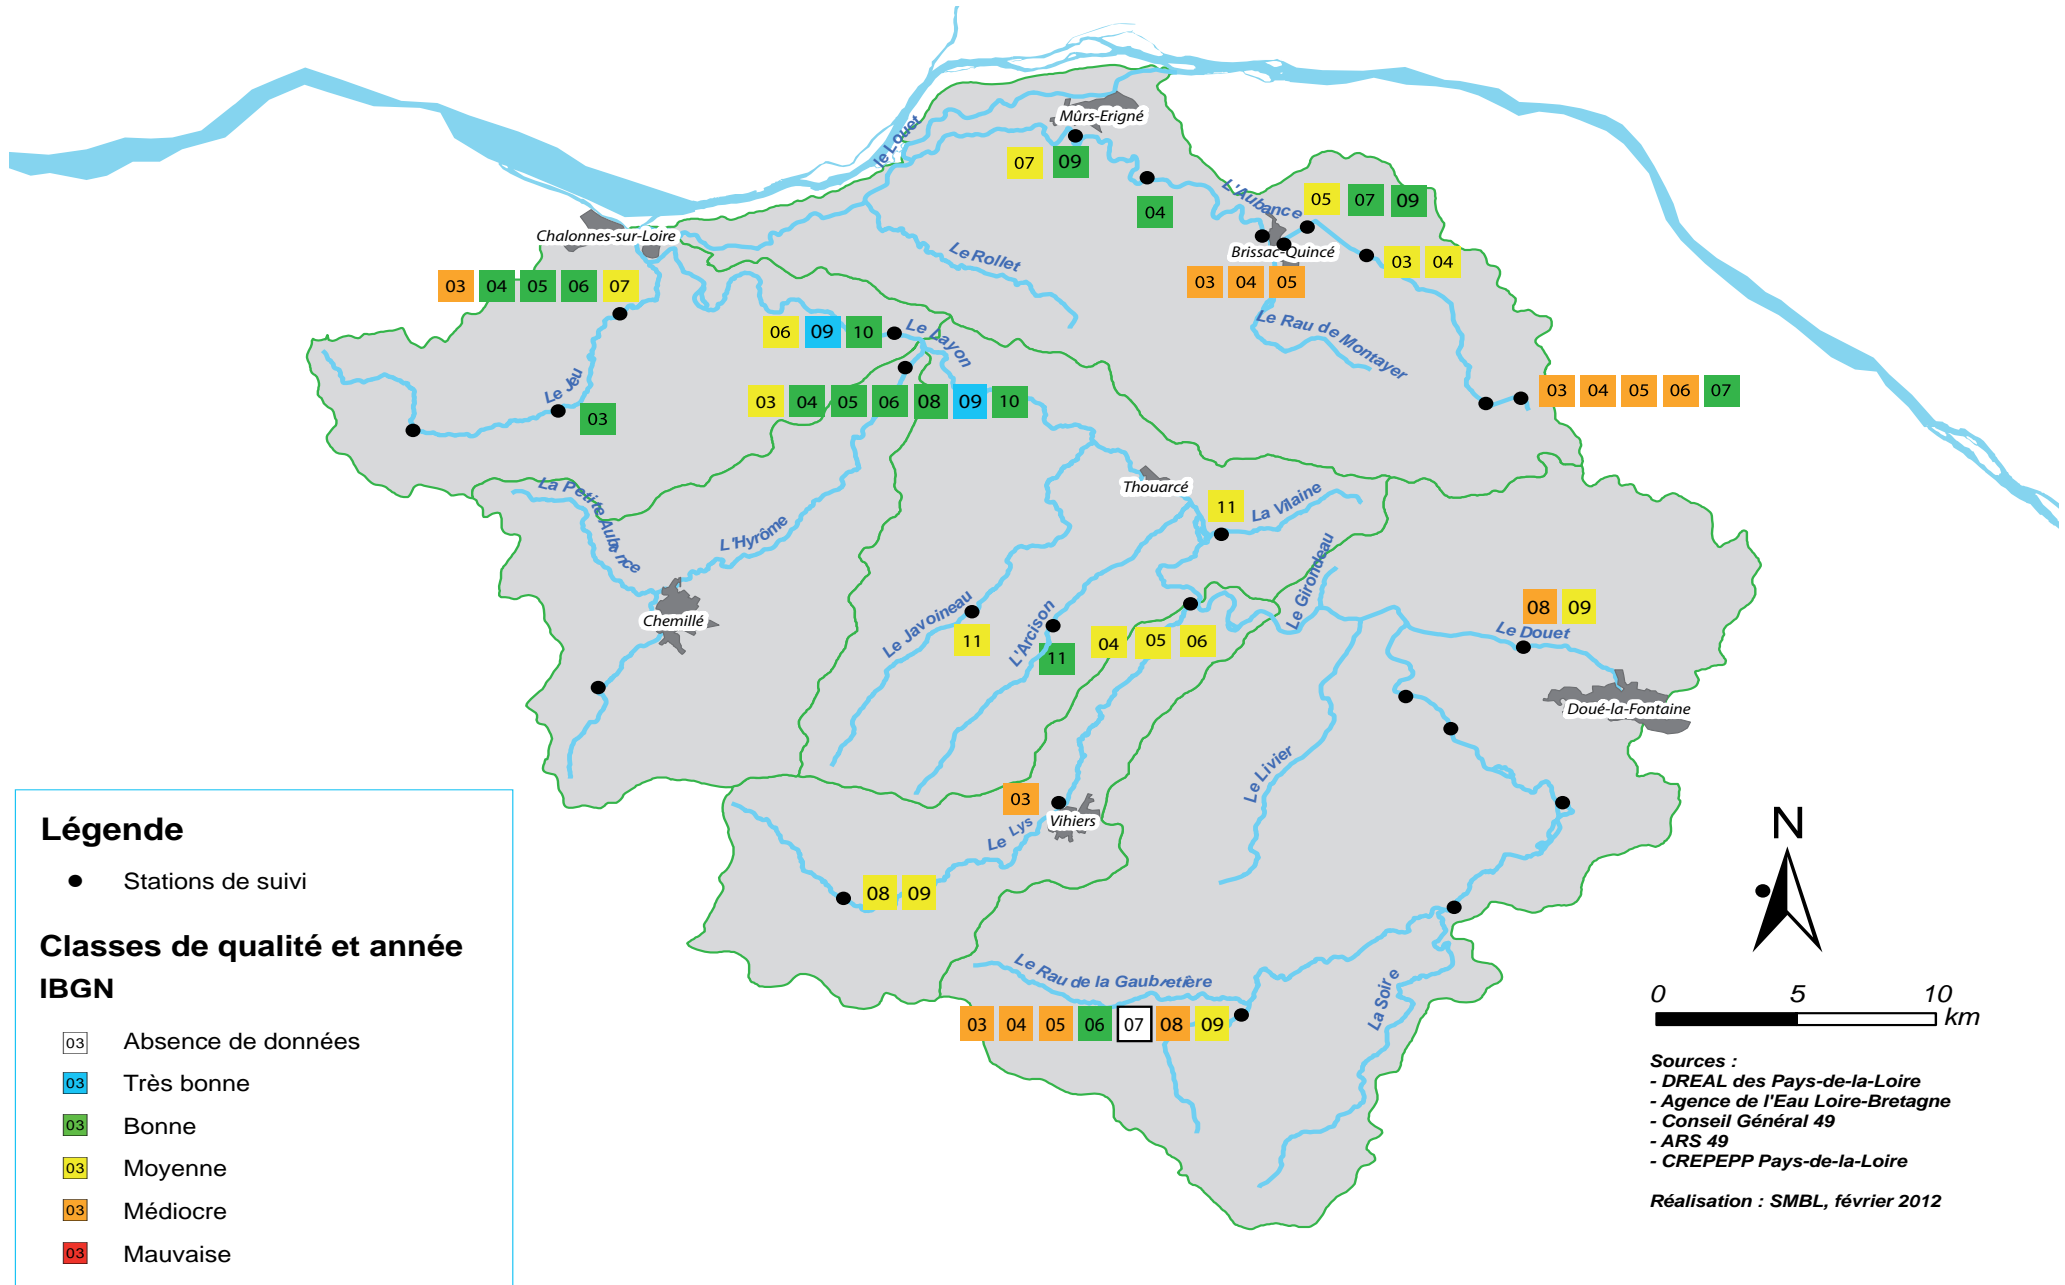 Mûrs-Erigné
le Louet
07 09
04
L'Aubance
05 07 09
Brissac-Quincé
03 04
Chalonnes-sur-Loire
Le Rollet
03 04 05 06 07
03 04 05
Le Rau de Montayer
06 09 10
Le Layon
Le Jeu
03
03 04 05 06 08 09 10
03 04 05 06 07
La Petite Aubance
L'Hyrôme
Thouarcé
11
La Vilaine
Le Girondeau
Chemillé
Le Javoineau
11
L'Arcison
11
04 05 06
08 09
Le Douet
Doué-la-Fontaine
Le Livier
03
Vihiers
Le Lys
08 09
Le Rau de la Gaubretière
03 04 05 06 07 08 09
La Soire
Légende
Stations de suivi
Classes de qualité et année
IBGN
03 Absence de données
03 Très bonne
03 Bonne
03 Moyenne
03 Médiocre
03 Mauvaise
N
0 5 10
km
Sources :
- DREAL des Pays-de-la-Loire
- Agence de l'Eau Loire-Bretagne
- Conseil Général 49
- ARS 49
- CREPEPP Pays-de-la-Loire
Réalisation : SMBL, février 2012